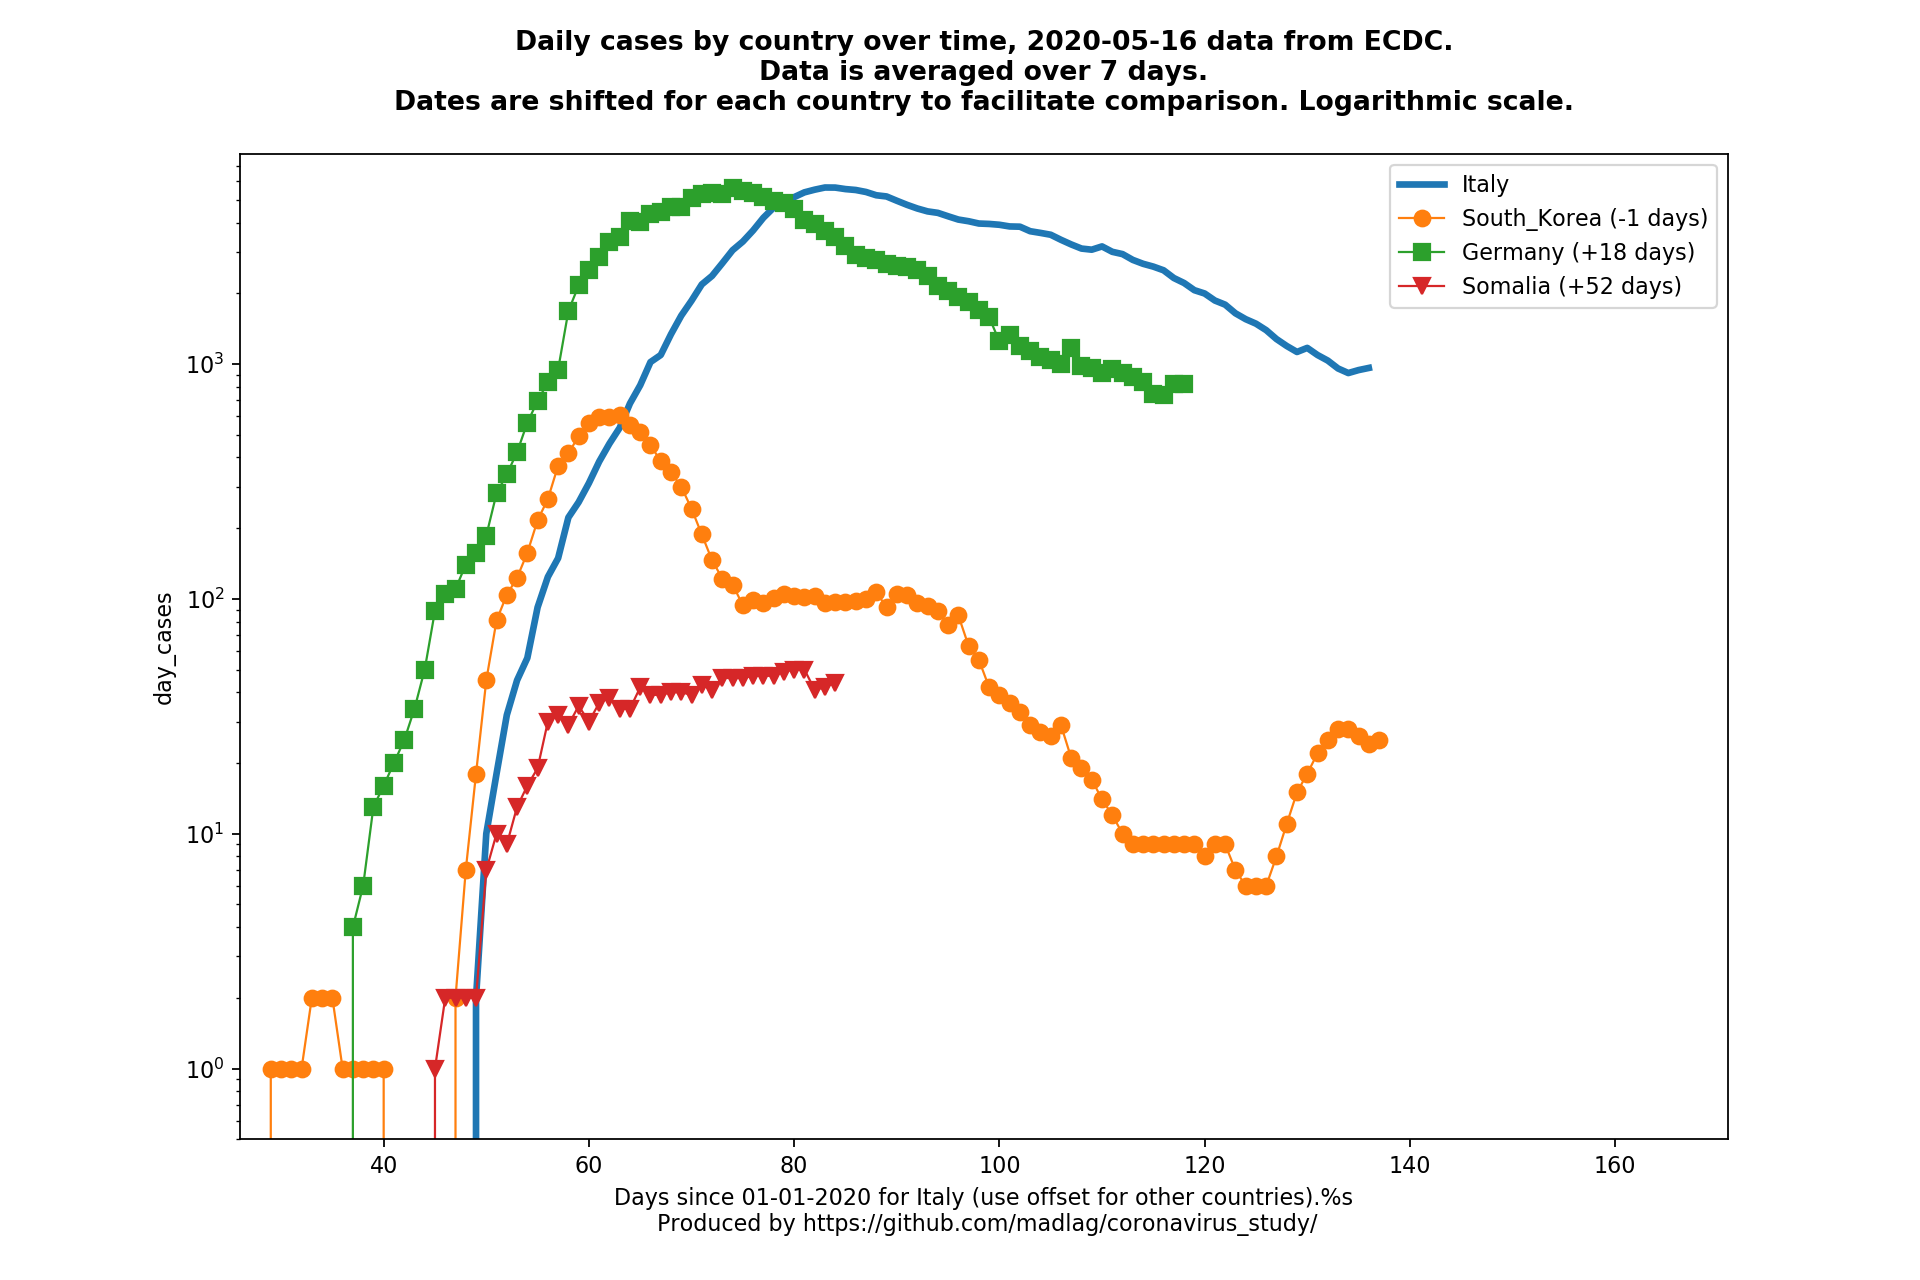 Daily cases by country over time, 2020-05-16 data from ECDC.
Data is averaged over 7 days.
Dates are shifted for each country to facilitate comparison. Logarithmic scale.
Italy
South_Korea (-1 days)
Germany (+18 days)
Somalia (+52 days)
day_cases
10³
10²
10¹
10⁰
40 60 80 100 120 140 160
Days since 01-01-2020 for Italy (use offset for other countries).%s
Produced by https://github.com/madlag/coronavirus_study/